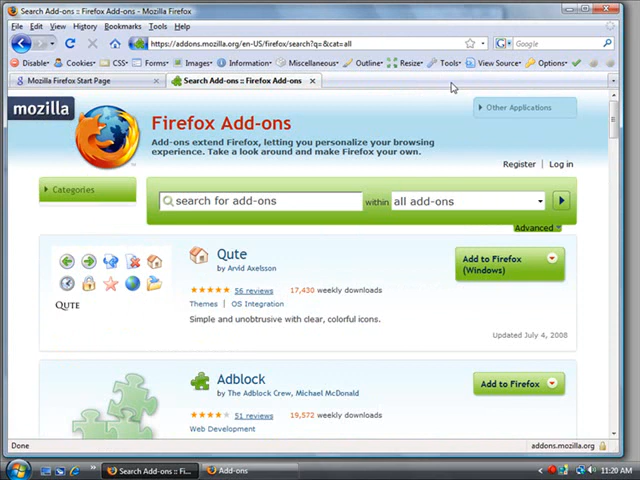 Search Add-ons :: Firefox Add-ons - Mozilla Firefox
File Edit View History Bookmarks Tools Help
https://addons.mozilla.org/en-US/firefox/search?q=&cat=all
Google
Disable Cookies CSS Forms Images Information Miscellaneous Outline Resize Tools View Source Options
Mozilla Firefox Start Page
Search Add-ons :: Firefox Add-ons
mozilla
Other Applications
Firefox Add-ons
Add-ons extend Firefox, letting you personalize your browsing
experience. Take a look around and make Firefox your own.
Register | Log in
Categories
search for add-ons within all add-ons
Advanced
QUTE
Qute
by Arvid Axelsson
56 reviews 17,430 weekly downloads
Themes | OS Integration
Simple and unobtrusive with clear, colorful icons.
Add to Firefox
(Windows)
Updated July 4, 2008
Adblock
by The Adblock Crew, Michael McDonald
51 reviews 19,572 weekly downloads
Web Development
Add to Firefox
Done
addons.mozilla.org
Search Add-ons :: Fi...
Add-ons
11:20 AM